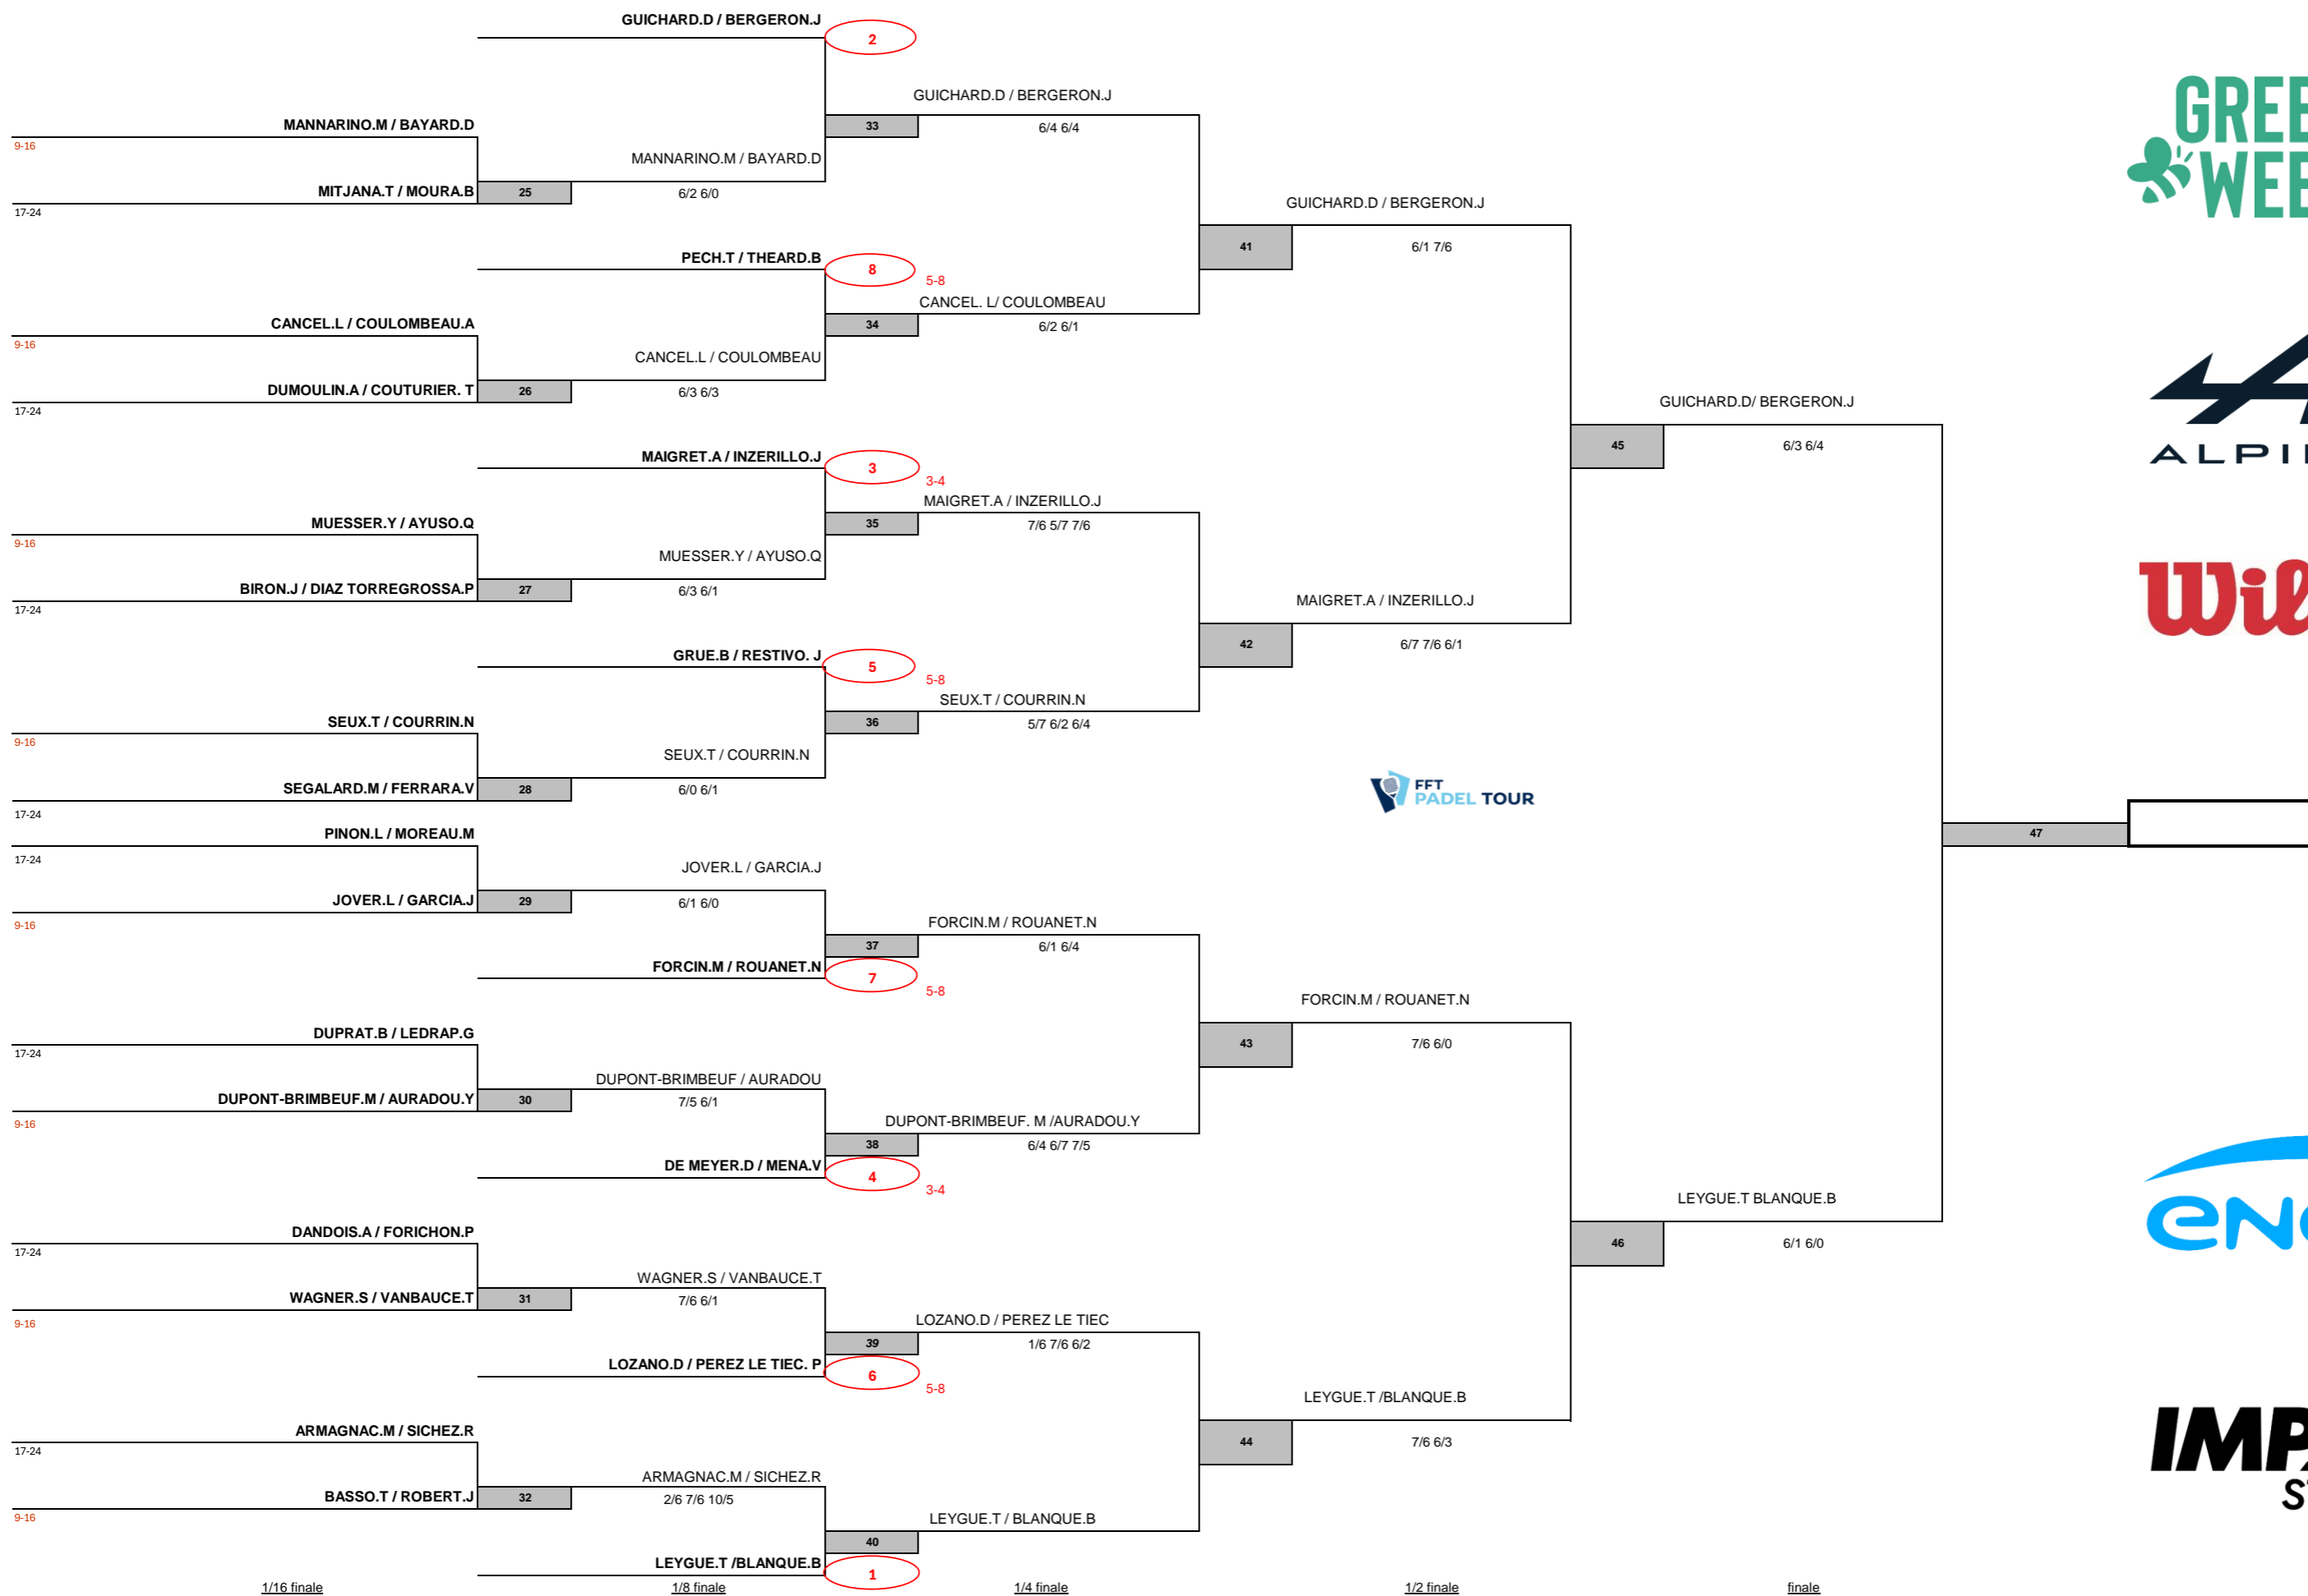 GUICHARD.D / BERGERON.J
2
GUICHARD.D / BERGERON.J
MANNARINO.M / BAYARD.D
33
6/4 6/4
9-16
MANNARINO.M / BAYARD.D
MITJANA.T / MOURA.B
25
6/2 6/0
17-24
GUICHARD.D / BERGERON.J
41
6/1 7/6
PECH.T / THEARD.B
8
5-8
CANCEL. L/ COULOMBEAU
CANCEL.L / COULOMBEAU.A
34
6/2 6/1
9-16
CANCEL.L / COULOMBEAU
DUMOULIN.A / COUTURIER. T
26
6/3 6/3
17-24
GUICHARD.D/ BERGERON.J
45
6/3 6/4
MAIGRET.A / INZERILLO.J
3
3-4
MAIGRET.A / INZERILLO.J
MUESSER.Y / AYUSO.Q
35
7/6 5/7 7/6
9-16
MUESSER.Y / AYUSO.Q
BIRON.J / DIAZ TORREGROSSA.P
27
6/3 6/1
17-24
MAIGRET.A / INZERILLO.J
42
6/7 7/6 6/1
GRUE.B / RESTIVO. J
5
5-8
SEUX.T / COURRIN.N
SEUX.T / COURRIN.N
36
5/7 6/2 6/4
9-16
SEUX.T / COURRIN.N
SEGALARD.M / FERRARA.V
28
6/0 6/1
17-24
FFT
PADEL TOUR
PINON.L / MOREAU.M
47
17-24
JOVER.L / GARCIA.J
JOVER.L / GARCIA.J
29
6/1 6/0
9-16
FORCIN.M / ROUANET.N
37
6/1 6/4
FORCIN.M / ROUANET.N
7
5-8
FORCIN.M / ROUANET.N
DUPRAT.B / LEDRAP.G
43
7/6 6/0
17-24
DUPONT-BRIMBEUF / AURADOU
DUPONT-BRIMBEUF.M / AURADOU.Y
30
7/5 6/1
9-16
DUPONT-BRIMBEUF. M /AURADOU.Y
38
6/4 6/7 7/5
DE MEYER.D / MENA.V
4
3-4
LEYGUE.T BLANQUE.B
DANDOIS.A / FORICHON.P
46
6/1 6/0
17-24
WAGNER.S / VANBAUCE.T
WAGNER.S / VANBAUCE.T
31
7/6 6/1
9-16
LOZANO.D / PEREZ LE TIEC
39
1/6 7/6 6/2
LOZANO.D / PEREZ LE TIEC. P
6
5-8
LEYGUE.T /BLANQUE.B
ARMAGNAC.M / SICHEZ.R
44
7/6 6/3
17-24
ARMAGNAC.M / SICHEZ.R
BASSO.T / ROBERT.J
32
2/6 7/6 10/5
9-16
LEYGUE.T / BLANQUE.B
40
LEYGUE.T /BLANQUE.B
1
1/16 finale
1/8 finale
1/4 finale
1/2 finale
finale